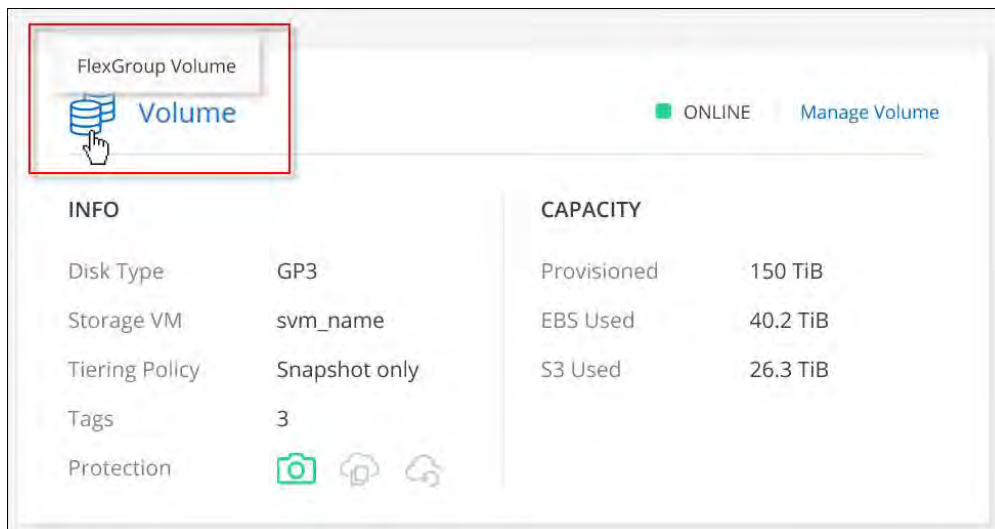 FlexGroup Volume
Volume
ONLINE Manage Volume
INFO
Disk Type GP3
Storage VM svm_name
Tiering Policy Snapshot only
Tags 3
Protection
CAPACITY
Provisioned 150 TiB
EBS Used 40.2 TiB
S3 Used 26.3 TiB